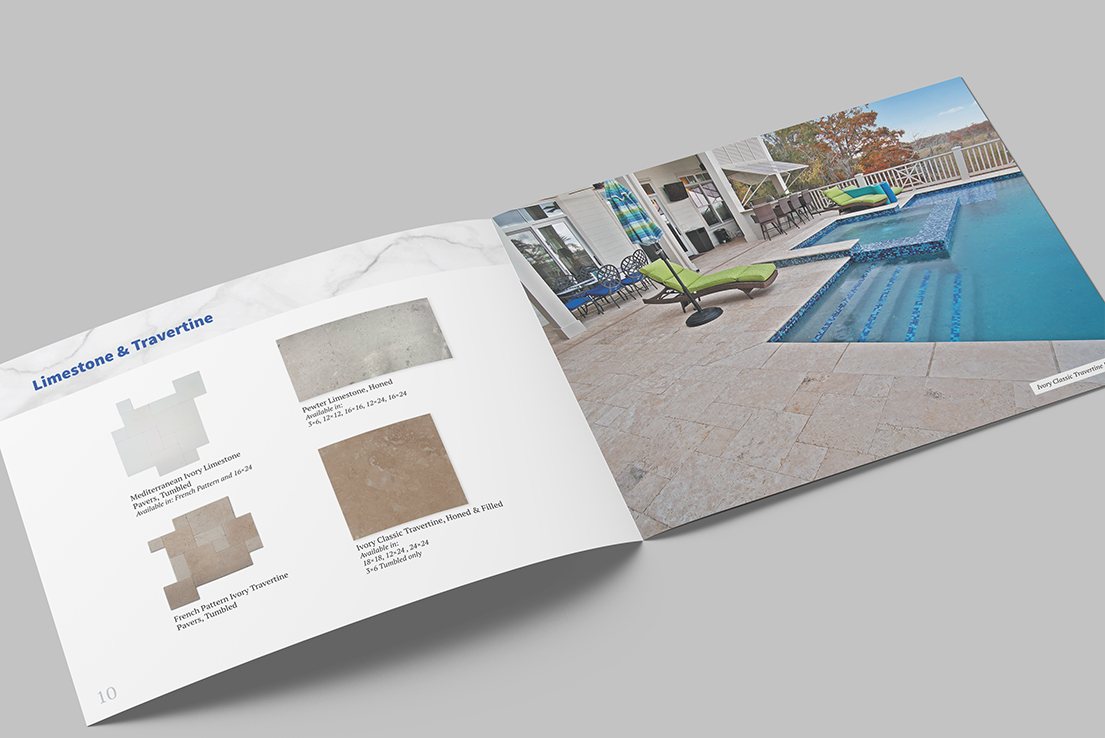 Limestone & Travertine
Mediterranean Ivory Limestone
Pavers, Tumbled
Available in: French Pattern and 16×24
French Pattern Ivory Travertine
Pavers, Tumbled
Pewter Limestone, Honed
Available in:
3×6, 12×12, 16×16, 12×24, 16×24
Ivory Classic Travertine, Honed & Filled
Available in:
18×18, 12×24 , 24×24
3×6 Tumbled only
10
Ivory Classic Travertine